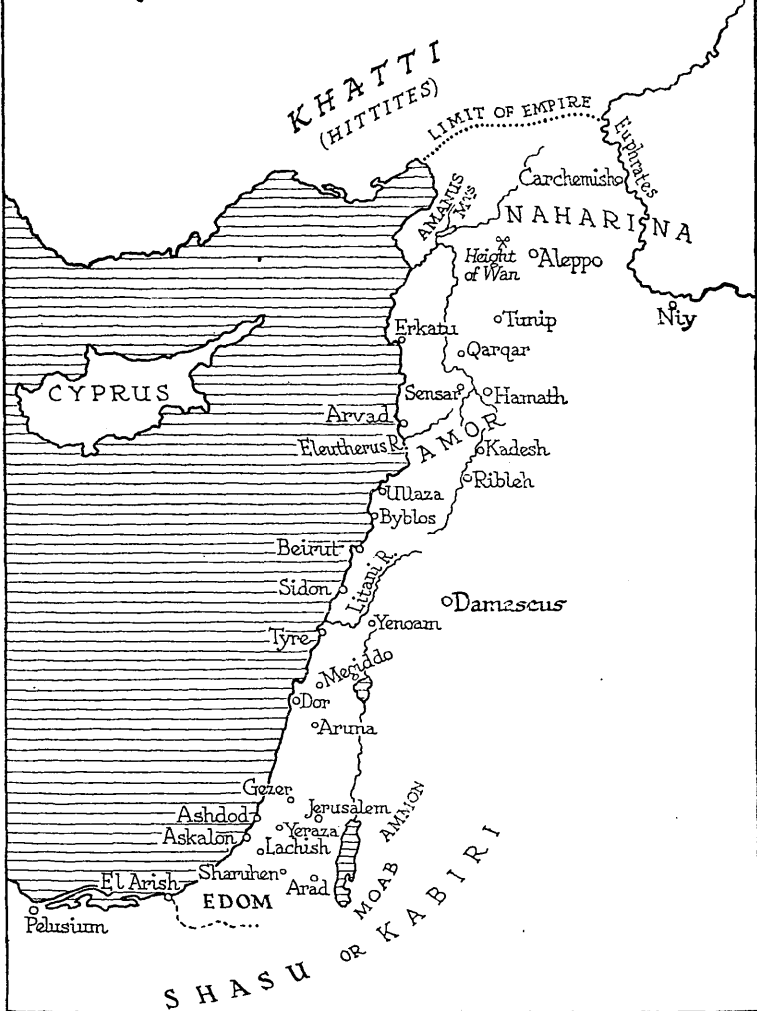 KHATTI
(HITTITES)
LIMIT OF EMPIRE
Euphrates
Carchemish
AMANUS
Mts
NAHARINA
Height
of Wan
Aleppo
Niy
Tunip
Erkatu
Qarqar
CYPRUS
Sensar
Hamath
Arvad
Eleutherus R.
AMOR
Kadesh
Ribleh
Ullaza
Byblos
Beirut
Litani R.
Sidon
Damascus
Yenoam
Tyre
Megiddo
Dor
Aruna
Gezer
Jerusalem
Ashdod
AMMON
Yeraza
Askalon
Lachish
Sharuhen
Arad
El Arish
EDOM
MOAB
Pelusium
SHASU OR KABIRI